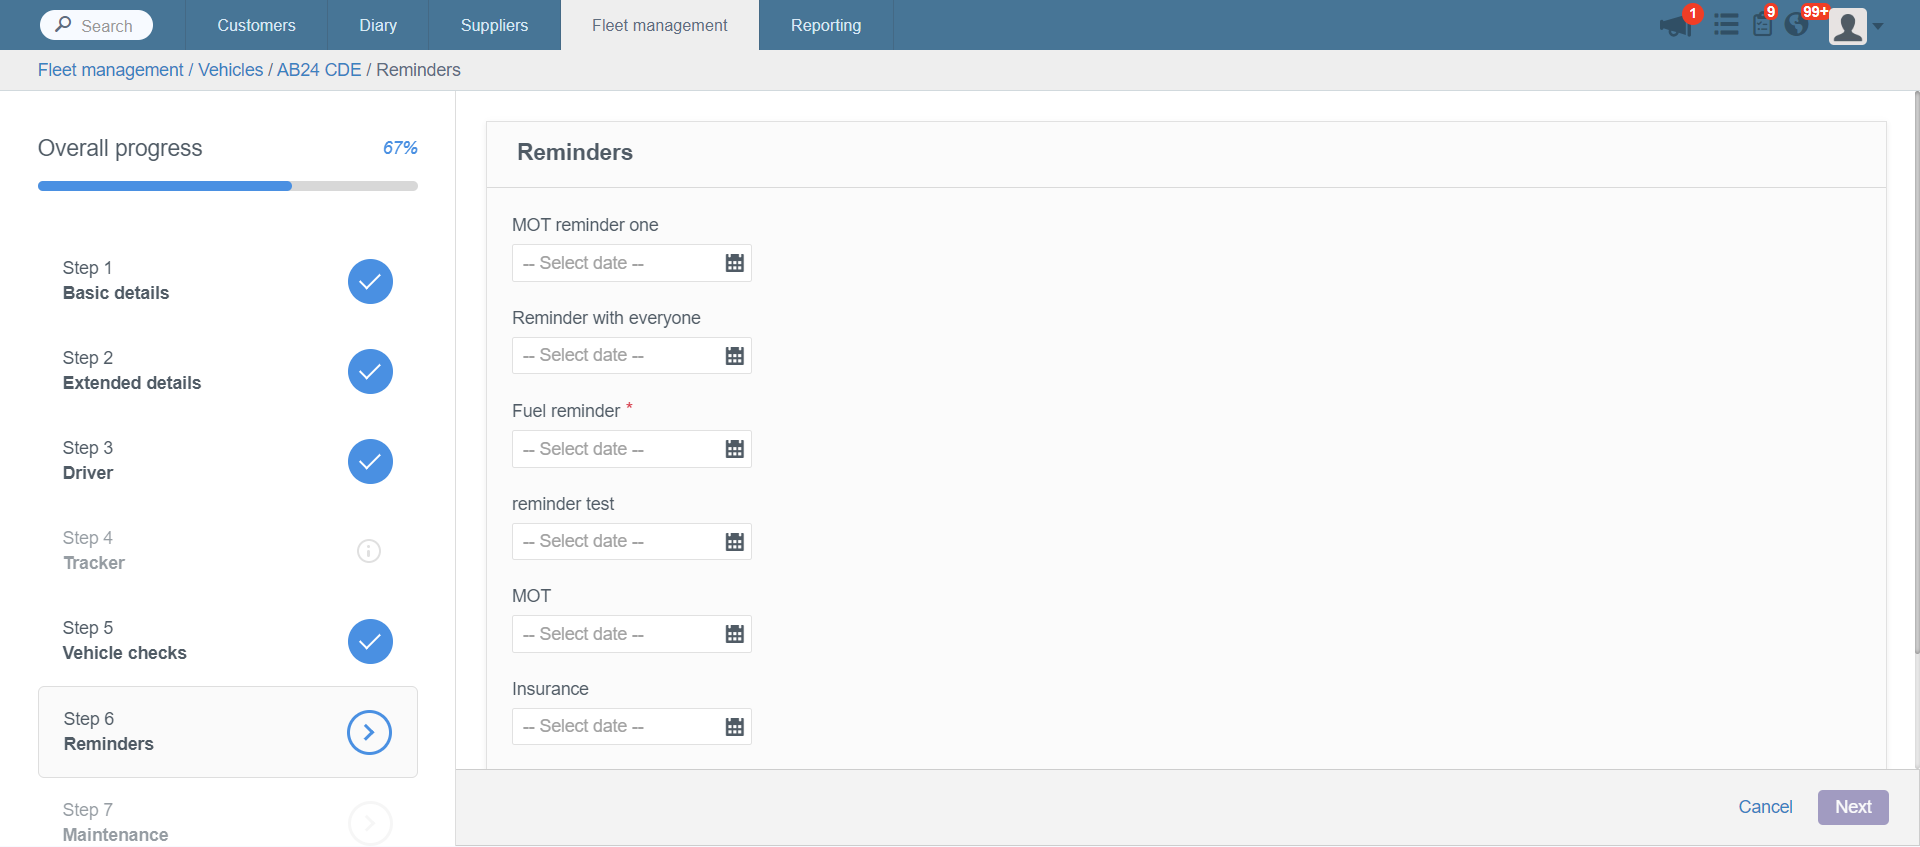 Search
Customers
Diary
Suppliers
Fleet management
Reporting
1
9
99+
Fleet management / Vehicles / AB24 CDE / Reminders
Overall progress
67%
Step 1
Basic details
Step 2
Extended details
Step 3
Driver
Step 4
Tracker
Step 5
Vehicle checks
Step 6
Reminders
Step 7
Maintenance
Reminders
MOT reminder one
-- Select date --
Reminder with everyone
-- Select date --
Fuel reminder *
-- Select date --
reminder test
-- Select date --
MOT
-- Select date --
Insurance
-- Select date --
Cancel
Next